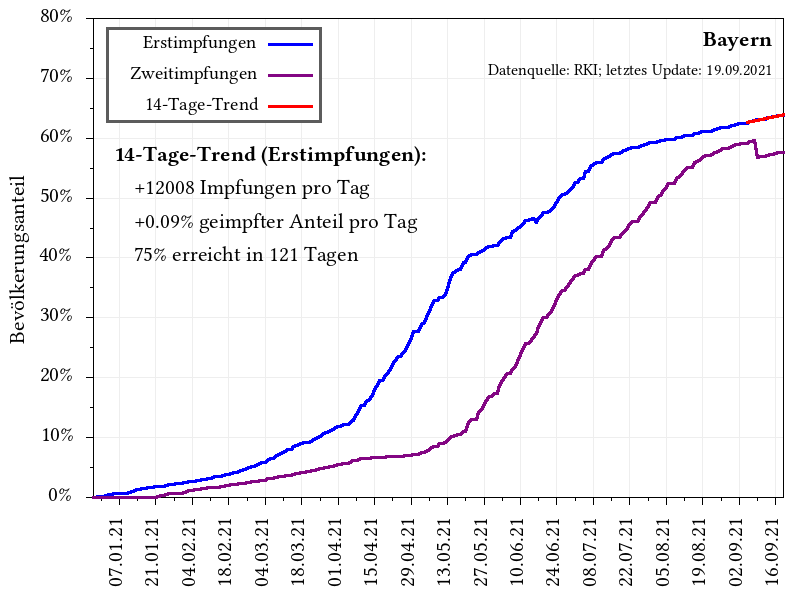 80%
70%
60%
50%
40%
30%
20%
10%
0%
Bevölkerungsanteil
Erstimpfungen
Zweitimpfungen
14-Tage-Trend
Bayern
Datenquelle: RKI; letztes Update: 19.09.2021
14-Tage-Trend (Erstimpfungen):
+12008 Impfungen pro Tag
+0.09% geimpfter Anteil pro Tag
75% erreicht in 121 Tagen
07.01.21
21.01.21
04.02.21
18.02.21
04.03.21
18.03.21
01.04.21
15.04.21
29.04.21
13.05.21
27.05.21
10.06.21
24.06.21
08.07.21
22.07.21
05.08.21
19.08.21
02.09.21
16.09.21